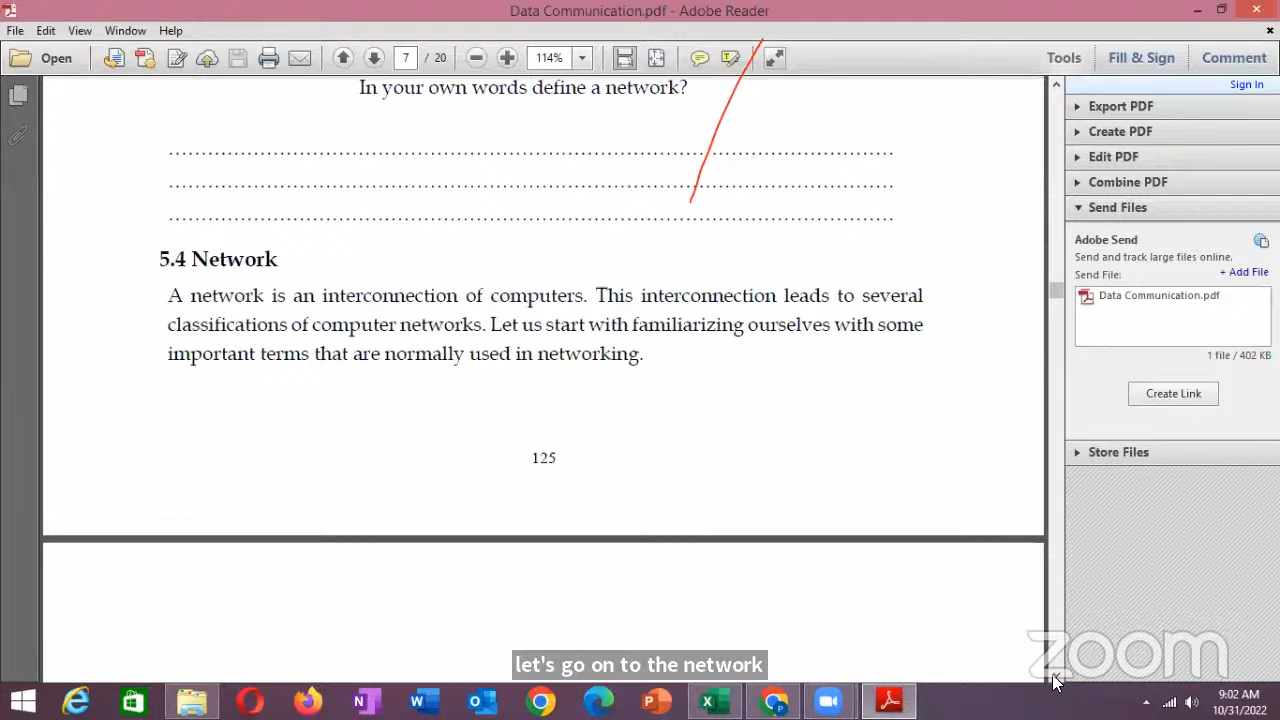 Data Communication.pdf - Adobe Reader
File Edit View Window Help
Open 7 / 20 114% Tools Fill & Sign Comment
Sign In
In your own words define a network?
5.4 Network
A network is an interconnection of computers. This interconnection leads to several
classifications of computer networks. Let us start with familiarizing ourselves with some
important terms that are normally used in networking.
125
Export PDF
Create PDF
Edit PDF
Combine PDF
Send Files
Adobe Send
Send and track large files online.
Send File:
+ Add File
Data Communication.pdf
1 file / 402 KB
Create Link
Store Files
zoom
let's go on to the network
9:02 AM
10/31/2022